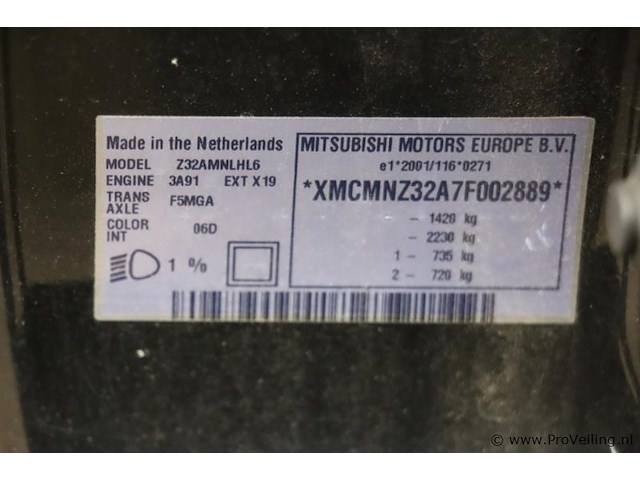 Made in the Netherlands
MODEL Z32AMNLHL6
ENGINE 3A91 EXT X19
TRANS
AXLE F5MGA
COLOR
INT 06D
1 %
MITSUBISHI MOTORS EUROPE B.V.
e1*2001/116*0271
*XMCMNZ32A7F002889*
– 1420 kg
– 2230 kg
1 – 735 kg
2 – 720 kg
© www.ProVeiling.nl